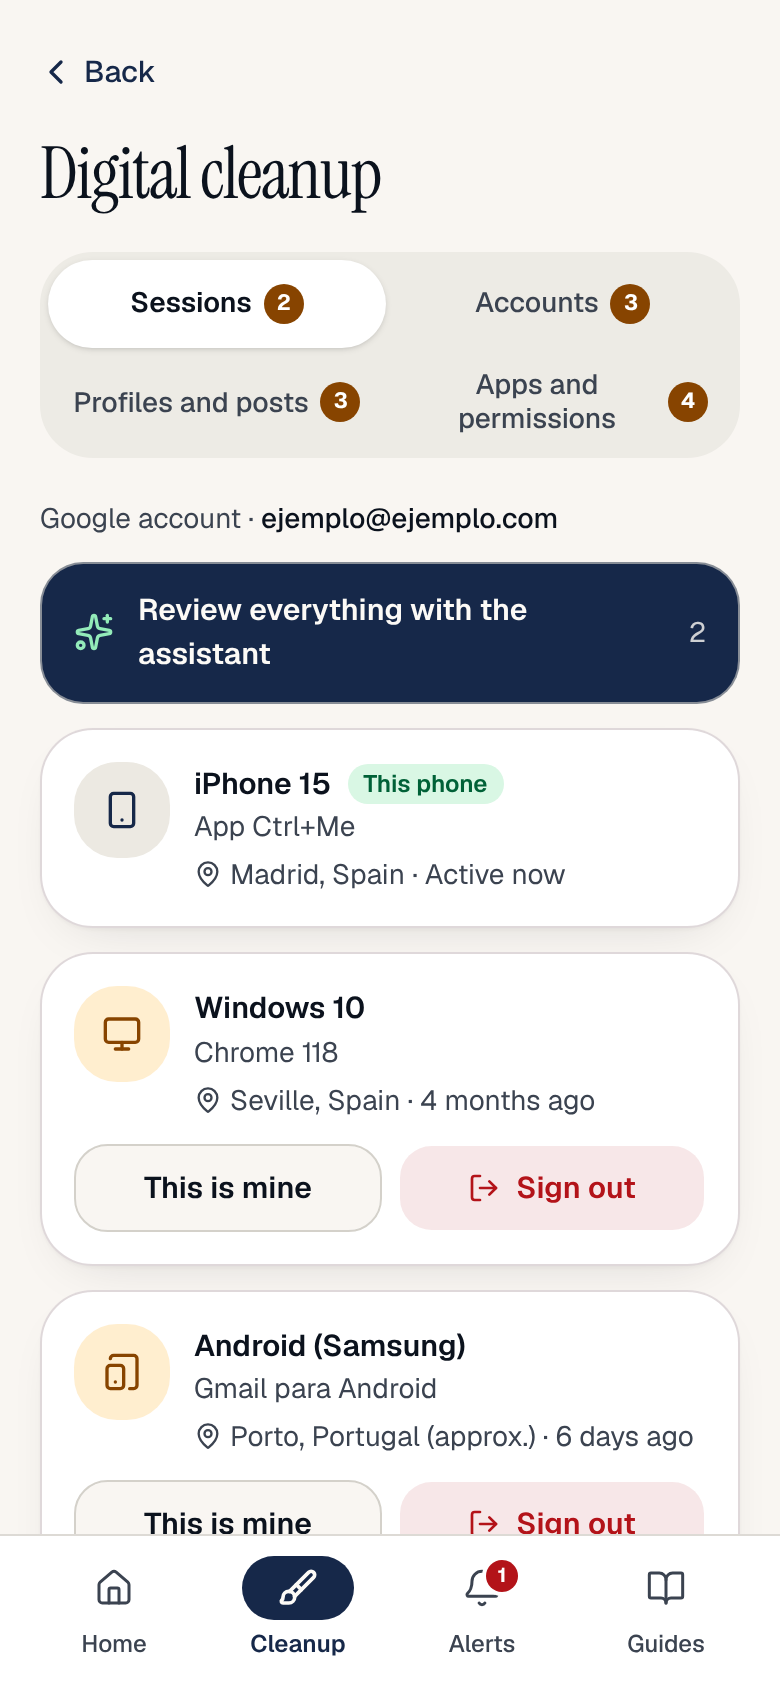 Back
Digital cleanup
Sessions 2
Accounts 3
Profiles and posts 3
Apps and
permissions 4
Google account · ejemplo@ejemplo.com
Review everything with the
assistant 2
iPhone 15 This phone
App Ctrl+Me
Madrid, Spain · Active now
Windows 10
Chrome 118
Seville, Spain · 4 months ago
This is mine Sign out
Android (Samsung)
Gmail para Android
Porto, Portugal (approx.) · 6 days ago
This is mine Sign out
1
Home Cleanup Alerts Guides